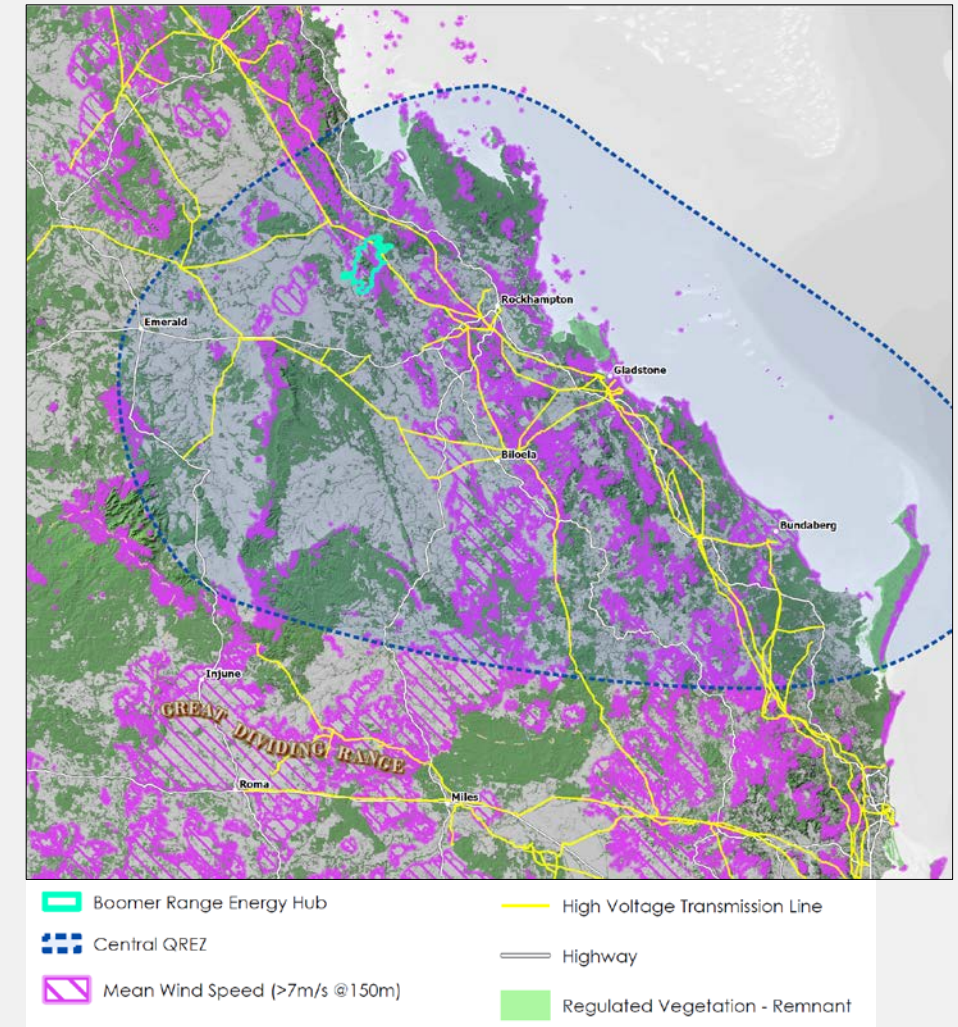 Rockhampton
Emerald
Gladstone
Biloela
Bundaberg
Injune
GREAT DIVIDING RANGE
Roma
Miles
Boomer Range Energy Hub
High Voltage Transmission Line
Central QREZ
Highway
Mean Wind Speed (>7m/s @150m)
Regulated Vegetation - Remnant